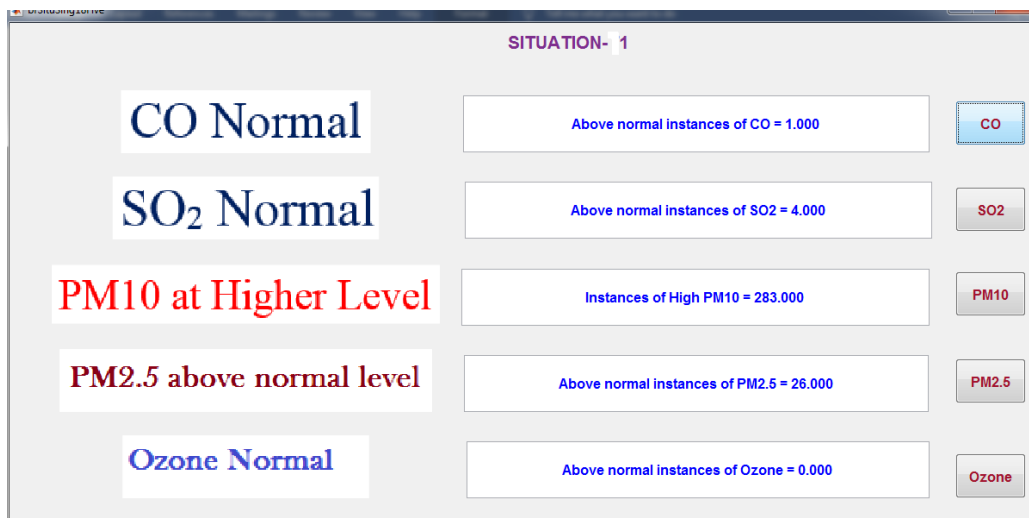 SITUATION- 1
CO Normal
Above normal instances of CO = 1.000
CO
SO₂ Normal
Above normal instances of SO2 = 4.000
SO2
PM10 at Higher Level
Instances of High PM10 = 283.000
PM10
PM2.5 above normal level
Above normal instances of PM2.5 = 26.000
PM2.5
Ozone Normal
Above normal instances of Ozone = 0.000
Ozone